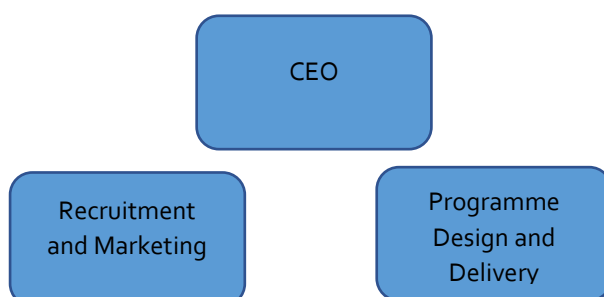 CEO
Recruitment
and Marketing
Programme
Design and
Delivery